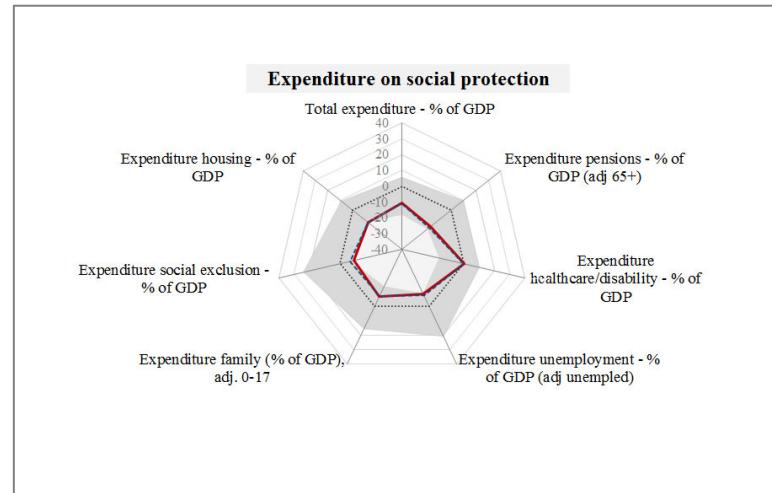 Expenditure on social protection
Total expenditure - % of GDP
40
30
20
10
0
-10
-20
-30
-40
Expenditure pensions - % of
GDP (adj 65+)
Expenditure
healthcare/disability - % of
GDP
Expenditure unemployment - %
of GDP (adj unempled)
Expenditure family (% of GDP),
adj. 0-17
Expenditure social exclusion -
% of GDP
Expenditure housing - % of
GDP